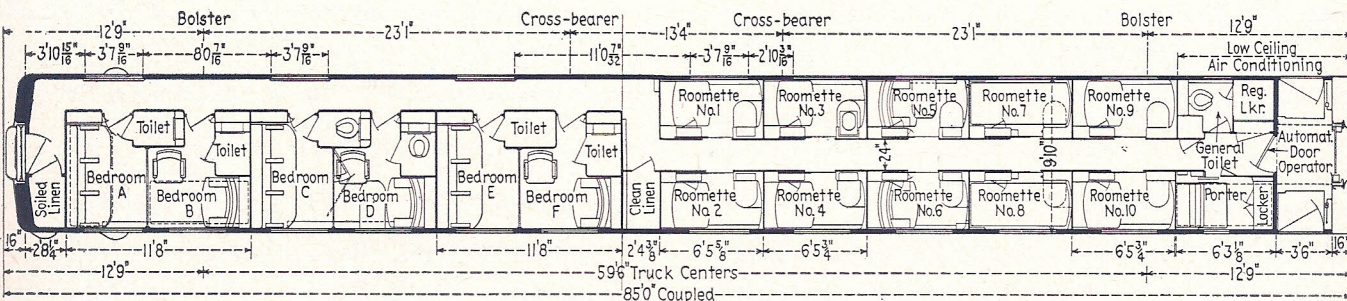 Bolster Cross-bearer Cross-bearer Bolster
12'9" 23'1" 13'4" 23'1" 12'9"
3'10 15/16" 3'7 9/16" 8'0 7/16" 3'7 9/16" 11'0 7/32" 3'7 9/16" 2'10 3/16"
Low Ceiling
Air Conditioning
Soiled
Linen
Bedroom
A
Toilet
Toilet
Bedroom
B
Bedroom
C
Bedroom
D
Bedroom
E
Toilet
Toilet
Bedroom
F
Clean
Linen
Roomette
No.1
Roomette
No.3
Roomette
No.5
Roomette
No.7
Roomette
No.9
Reg.
Lkr.
24"
9'10"
General
Toilet
Automat.
Door
Operator
Roomette
No. 2
Roomette
No. 4
Roomette
No.6
Roomette
No.8
Roomette
No.10
Porter
Locker
16" 28 1/4" 11'8" 11'8" 2'4 3/8" 6'5 5/8" 6'5 3/4" 6'5 3/4" 6'3 1/8" 3'6" 16"
12'9" 59'6" Truck Centers 12'9"
85'0" Coupled